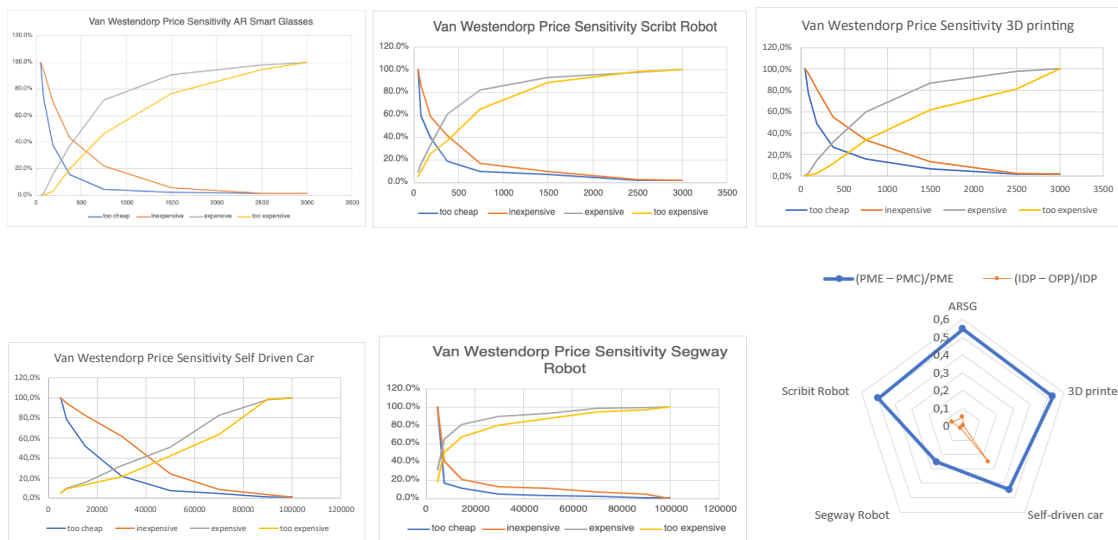 Van Westendorp Price Sensitivity AR Smart Glasses
120.0%
100.0%
80.0%
60.0%
40.0%
20.0%
0.0%
0 500 1000 1500 2000 2500 3000 3500
too cheap inexpensive expensive too expensive
Van Westendorp Price Sensitivity Scribt Robot
120.0%
100.0%
80.0%
60.0%
40.0%
20.0%
0.0%
0 500 1000 1500 2000 2500 3000 3500
too cheap inexpensive expensive too expensive
Van Westendorp Price Sensitivity 3D printing
120,0%
100,0%
80,0%
60,0%
40,0%
20,0%
0,0%
0 500 1000 1500 2000 2500 3000 3500
too cheap inexpensive expensive too expensive
Van Westendorp Price Sensitivity Self Driven Car
120,0%
100,0%
80,0%
60,0%
40,0%
20,0%
0,0%
0 20000 40000 60000 80000 100000 120000
too cheap inexpensive expensive too expensive
Van Westendorp Price Sensitivity Segway
Robot
120.0%
100.0%
80.0%
60.0%
40.0%
20.0%
0.0%
0 20000 40000 60000 80000 100000 120000
too cheap inexpensive expensive too expensive
(PME – PMC)/PME (IDP – OPP)/IDP
ARSG
0,6
0,5
0,4
0,3
0,2
0,1
0
Scribit Robot
3D printe
Segway Robot
Self-driven car